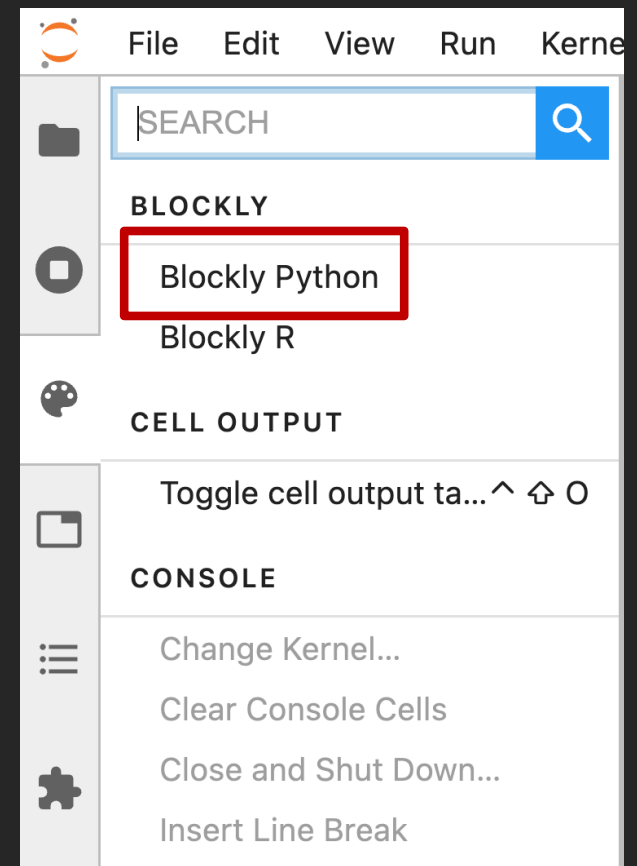 File Edit View Run Kerne
SEARCH
BLOCKLY
Blockly Python
Blockly R
CELL OUTPUT
Toggle cell output ta...^ ⇧ O
CONSOLE
Change Kernel...
Clear Console Cells
Close and Shut Down...
Insert Line Break